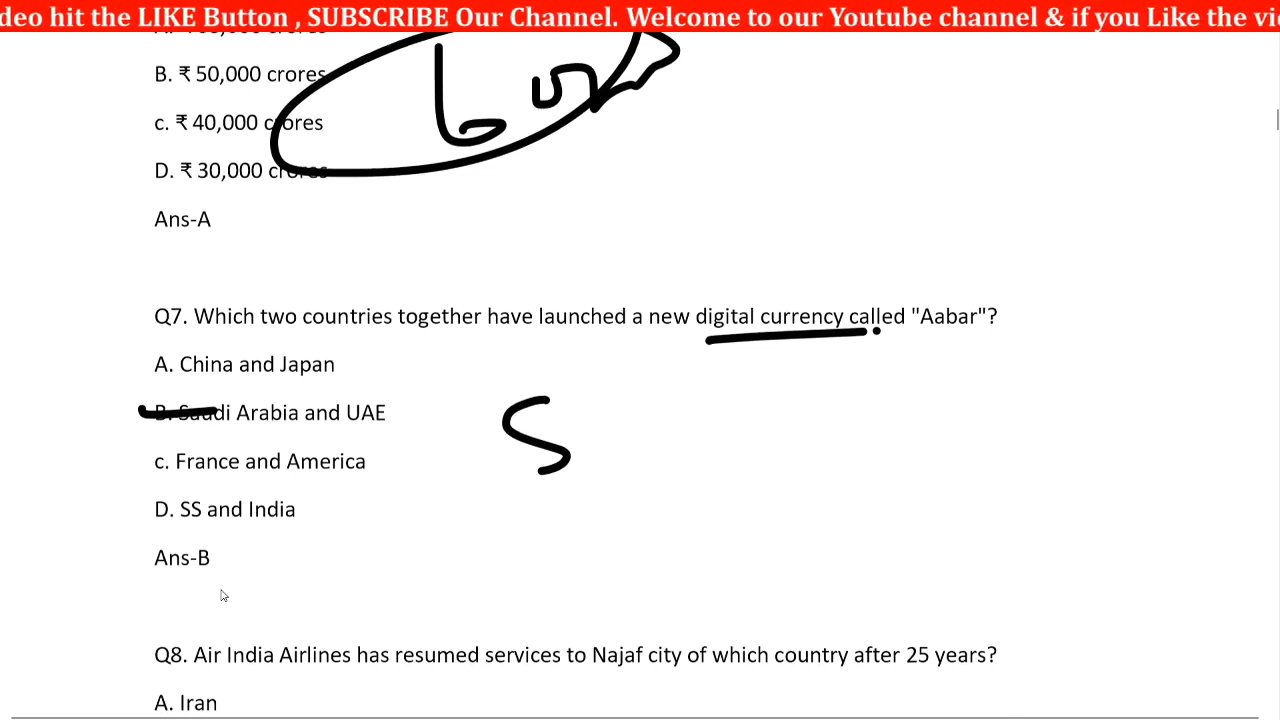 deo hit the LIKE Button , SUBSCRIBE Our Channel. Welcome to our Youtube channel & if you Like the vi
B. ₹ 50,000 crores
c. ₹ 40,000 crores
D. ₹ 30,000 crores
Ans-A
Q7. Which two countries together have launched a new digital currency called "Aabar"?
A. China and Japan
B. Saudi Arabia and UAE
c. France and America
S
D. SS and India
Ans-B
Q8. Air India Airlines has resumed services to Najaf city of which country after 25 years?
A. Iran